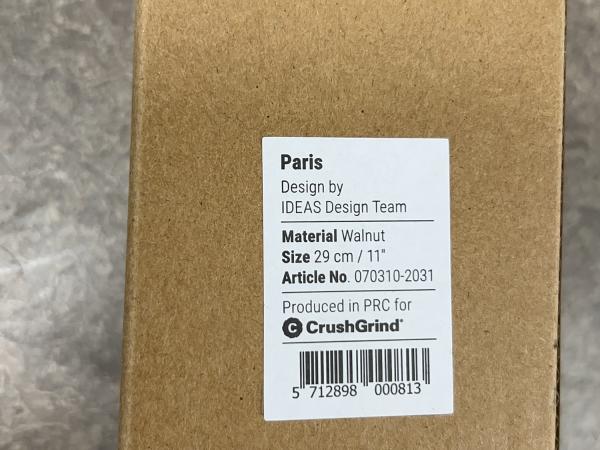 Paris
Design by
IDEAS Design Team
Material Walnut
Size 29 cm / 11"
Article No. 070310-2031
Produced in PRC for
C CrushGrind®
5 712898 000813